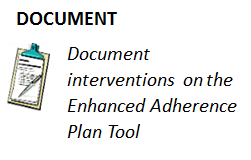 DOCUMENT
Document
interventions on the
Enhanced Adherence
Plan Tool